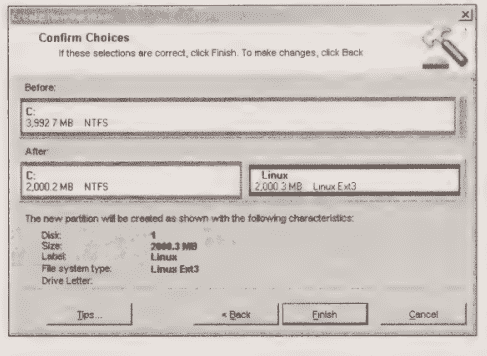 Confirm Choices
If these selections are correct, click Finish. To make changes, click Back
Before:
C:
3,992.7 MB NTFS
After:
C:
2,000.2 MB NTFS
Linux
2,000.3 MB Linux Ext3
The new partition will be created as shown with the following characteristics:
Disk: 1
Size: 2000.3 MB
Label: Linux
File system type: Linux Ext3
Drive Letter:
Tips...
< Back
Finish
Cancel